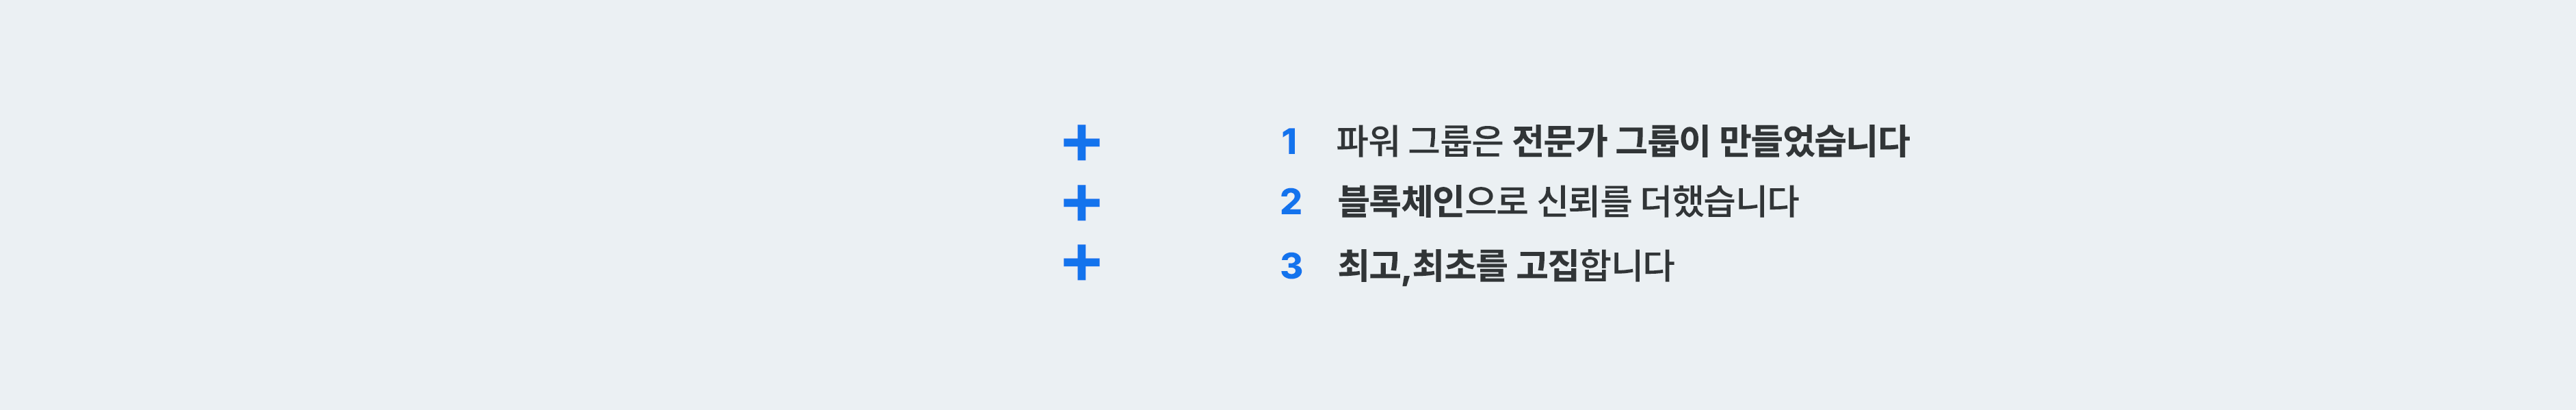 + 1 파워 그룹은 전문가 그룹이 만들었습니다
+ 2 블록체인으로 신뢰를 더했습니다
+ 3 최고,최초를 고집합니다